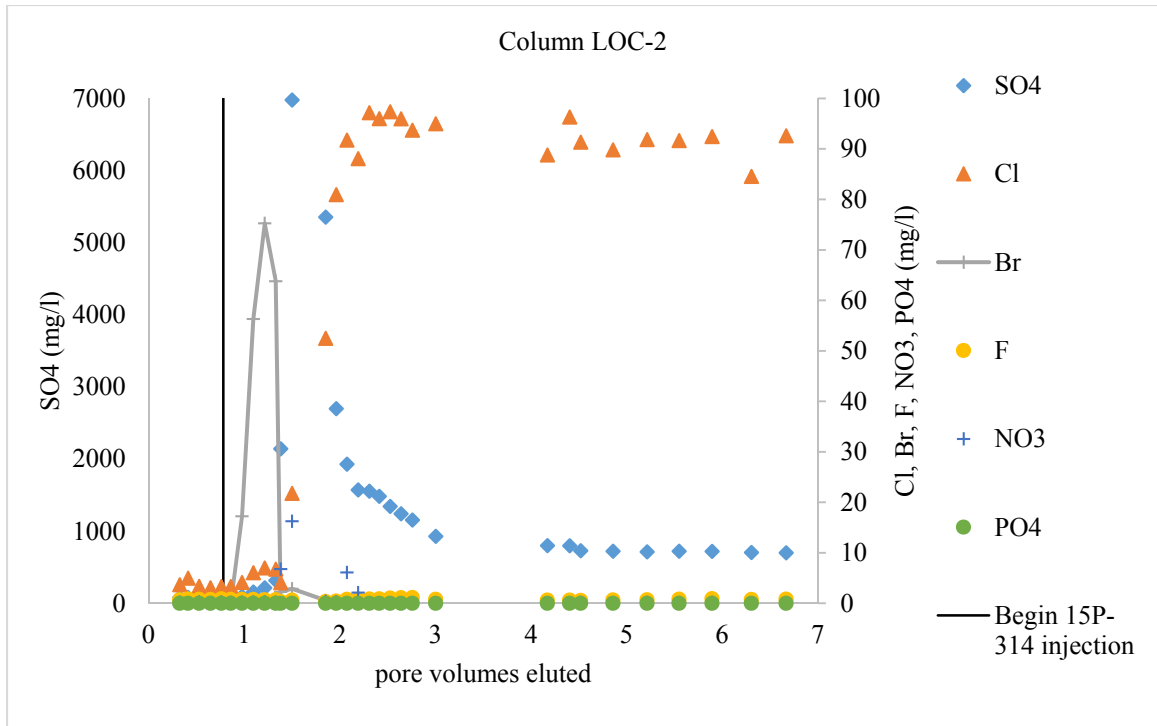 Column LOC-2
7000
6000
5000
4000
3000
2000
1000
0
SO4 (mg/l)
100
90
80
70
60
50
40
30
20
10
0
Cl, Br, F, NO3, PO4 (mg/l)
0 1 2 3 4 5 6 7
pore volumes eluted
SO4
Cl
Br
F
NO3
PO4
Begin 15P-
314 injection